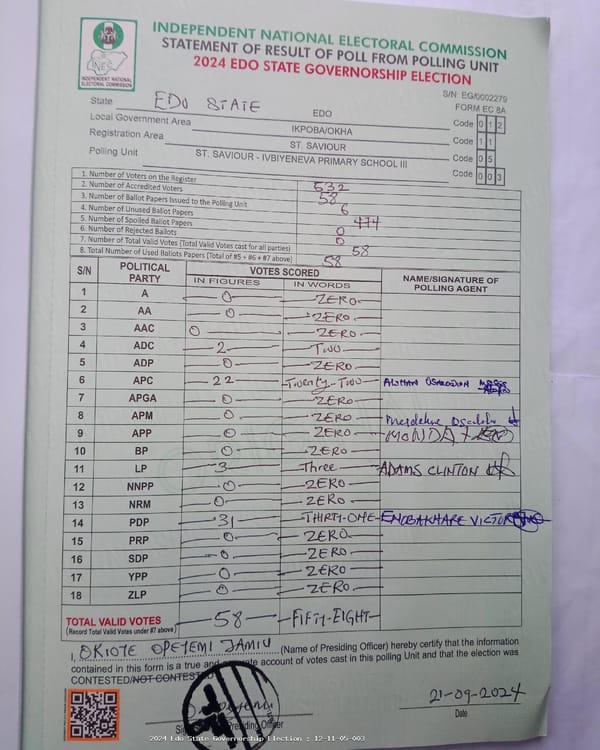 INDEPENDENT NATIONAL ELECTORAL COMMISSION
STATEMENT OF RESULT OF POLL FROM POLLING UNIT
2024 EDO STATE GOVERNORSHIP ELECTION
INDEPENDENT NATIONAL
ELECTORAL COMMISSION
S/N: EG/0002279
FORM EC 8A
State EDO STATE EDO Code 0 1 2
Local Government Area IKPOBA/OKHA Code 1 1
Registration Area ST. SAVIOUR Code 0 5
Polling Unit ST. SAVIOUR - IVBIYENEVA PRIMARY SCHOOL III Code 0 0 3
1. Number of Voters on the Register 532
2. Number of Accredited Voters 58
3. Number of Ballot Papers Issued to the Polling Unit 6
4. Number of Unused Ballot Papers 474
5. Number of Spoiled Ballot Papers 0
6. Number of Rejected Ballots 0
7. Number of Total Valid Votes (Total Valid Votes cast for all parties) 58
8. Total Number of Used Ballots Papers (Total of #5 + #6 + #7 above) 58
S/N POLITICAL PARTY VOTES SCORED NAME/SIGNATURE OF POLLING AGENT
IN FIGURES IN WORDS
1 A 0 ZERO
2 AA 0 ZERO
3 AAC 0 ZERO
4 ADC 2 TWO
5 ADP 0 ZERO
6 APC 22 Twenty-Two
7 APGA 0 ZERO
8 APM 0 ZERO
9 APP 0 ZERO MONDAY
10 BP 0 ZERO
11 LP 3 Three ADAMS CLINTON
12 NNPP 0 ZERO
13 NRM 0 ZERO
14 PDP 31 THIRTY-ONE ENOBAKHARE VICTOR
15 PRP 0 ZERO
16 SDP 0 ZERO
17 YPP 0 ZERO
18 ZLP 0 ZERO
TOTAL VALID VOTES 58 FIFTY-EIGHT
(Record Total Valid Votes under #7 above)
I, OKIOTE OPEYEMI JAMIU (Name of Presiding Officer) hereby certify that the information
contained in this form is a true and account of votes cast in this polling Unit and that the election was
CONTESTED/NOT CONTESTED
21-09-2024
Presiding Officer Date
2024 Edo State Governorship Election : 12-11-05-003